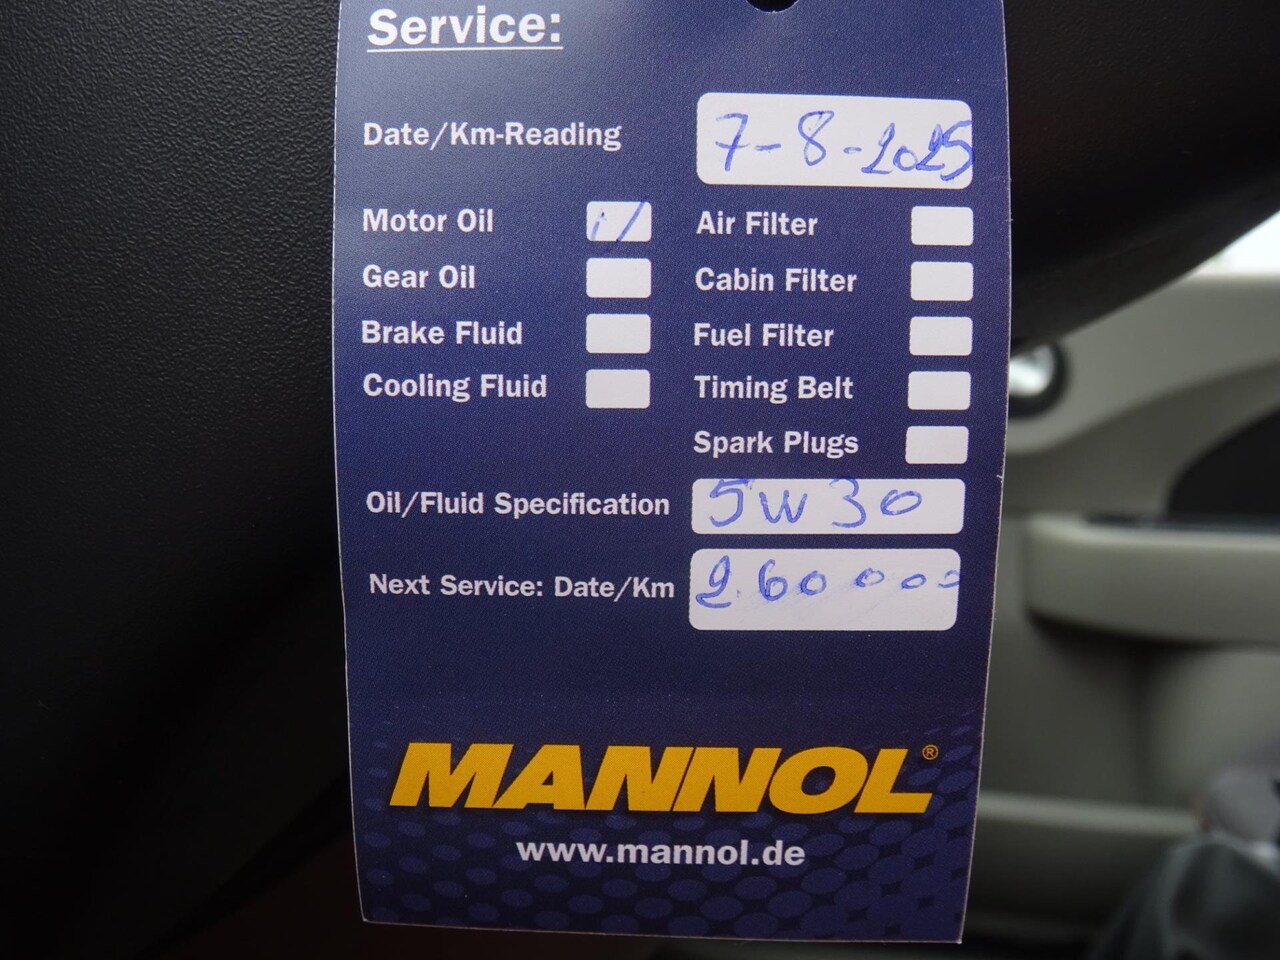 Service:
Date/Km-Reading 7-8-2025
Motor Oil Air Filter
Gear Oil Cabin Filter
Brake Fluid Fuel Filter
Cooling Fluid Timing Belt
Spark Plugs
Oil/Fluid Specification 5W30
Next Service: Date/Km 260000
MANNOL®
www.mannol.de